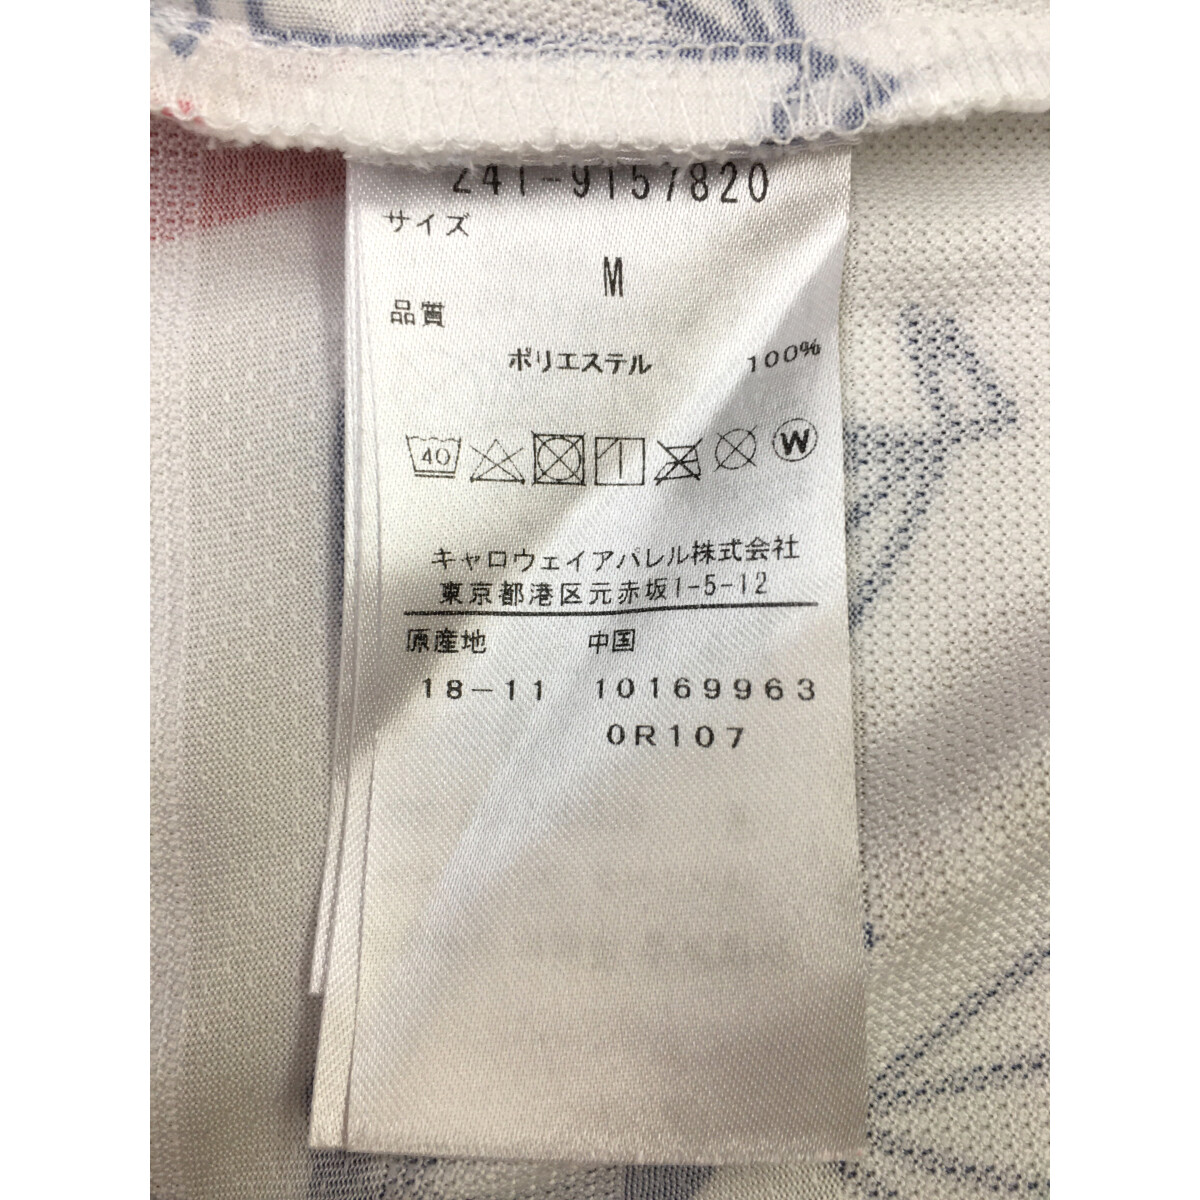 241-9157820
サイズ
M
品質
ポリエステル 100%
40 W
キャロウェイアパレル株式会社
東京都港区元赤坂1-5-12
原産地 中国
18-11 10169963
0R107